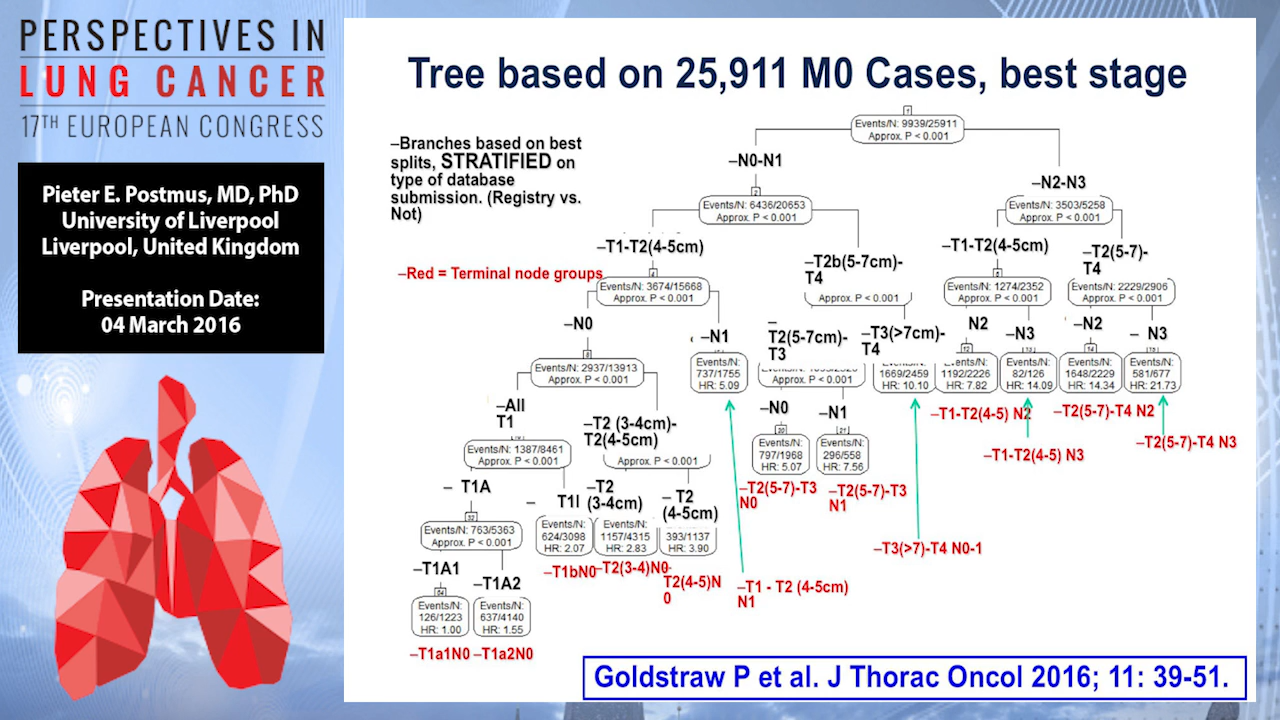 PERSPECTIVES IN
LUNG CANCER
17TH EUROPEAN CONGRESS
Pieter E. Postmus, MD, PhD
University of Liverpool
Liverpool, United Kingdom
Presentation Date:
04 March 2016
Tree based on 25,911 M0 Cases, best stage
–Branches based on best
splits, STRATIFIED on
type of database
submission. (Registry vs.
Not)
–Red = Terminal node groups
1
Events/N: 9939/25911
Approx. P < 0.001
–N0-N1
–N2-N3
2
Events/N: 6436/20653
Approx. P < 0.001
Events/N: 3503/5258
Approx. P < 0.001
–T1-T2(4-5cm)
–T2b(5-7cm)-
T4
–T1-T2(4-5cm)
–T2(5-7)-
T4
Events/N: 3674/15668
Approx. P < 0.001
Approx. P < 0.001
Events/N: 1274/2352
Approx. P < 0.001
Events/N: 2229/2906
Approx. P < 0.001
–N0
–N1
–
T2(5-7cm)-
T3
–T3(>7cm)-
T4
N2
–N3
–N2
– N3
Events/N: 2937/13913
Approx. P < 0.001
Events/N:
737/1755
HR: 5.09
Approx. P < 0.001
1669/2459
HR: 10.10
1192/2226
HR: 7.82
Events/N:
82/126
HR: 14.09
Events/N:
1648/2229
HR: 14.34
Events/N:
581/677
HR: 21.73
–All
T1
–T2 (3-4cm)-
T2(4-5cm)
–N0
–N1
–T1-T2(4-5) N2
–T2(5-7)-T4 N2
–T1-T2(4-5) N3
–T2(5-7)-T4 N3
Events/N: 1387/8461
Approx. P < 0.001
Approx. P < 0.001
20
Events/N:
797/1968
HR: 5.07
21
Events/N:
296/558
HR: 7.56
–T2(5-7)-T3
N0
–T2(5-7)-T3
N1
– T1A
– T1I
–T2
(3-4cm)
– T2
(4-5cm)
32
Events/N: 763/5363
Approx. P < 0.001
Events/N:
624/3098
HR: 2.07
Events/N:
1157/4315
HR: 2.83
393/1137
HR: 3.90
–T3(>7)-T4 N0-1
–T1A1
–T1A2
–T1bN0
–T2(3-4)N0
T2(4-5)N
0
–T1 - T2 (4-5cm)
N1
64
Events/N:
126/1223
HR: 1.00
Events/N:
637/4140
HR: 1.55
–T1a1N0
–T1a2N0
Goldstraw P et al. J Thorac Oncol 2016; 11: 39-51.